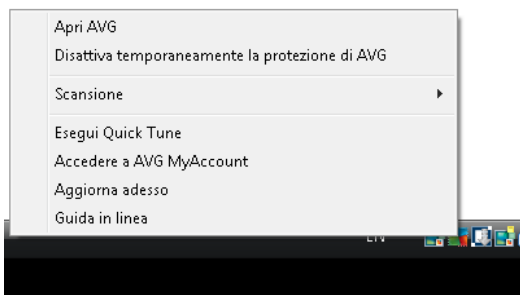 Apri AVG
Disattiva temporaneamente la protezione di AVG
Scansione
Esegui Quick Tune
Accedere a AVG MyAccount
Aggiorna adesso
Guida in linea